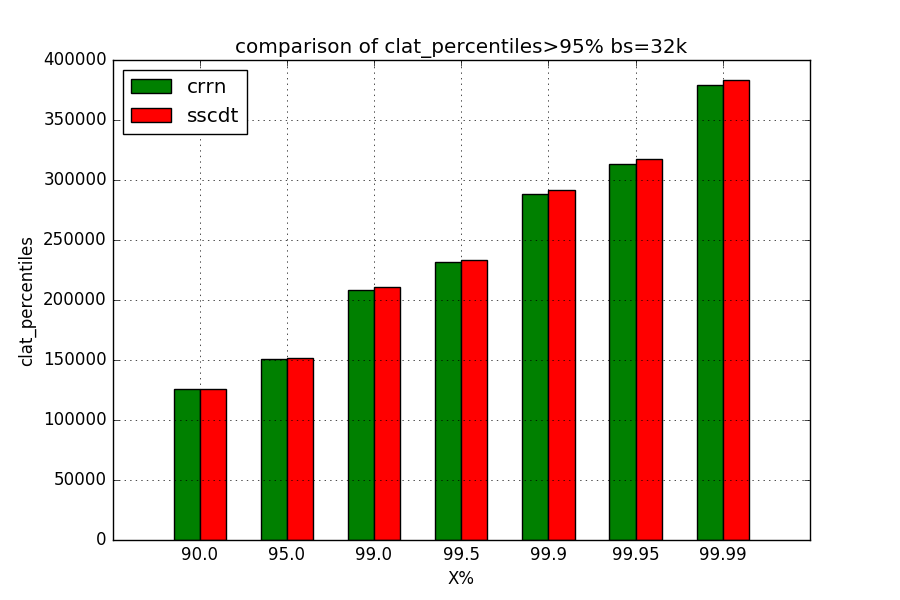 comparison of clat_percentiles>95% bs=32k
crrn
sscdt
400000
350000
300000
250000
200000
150000
100000
50000
0
clat_percentiles
90.0 95.0 99.0 99.5 99.9 99.95 99.99
X%